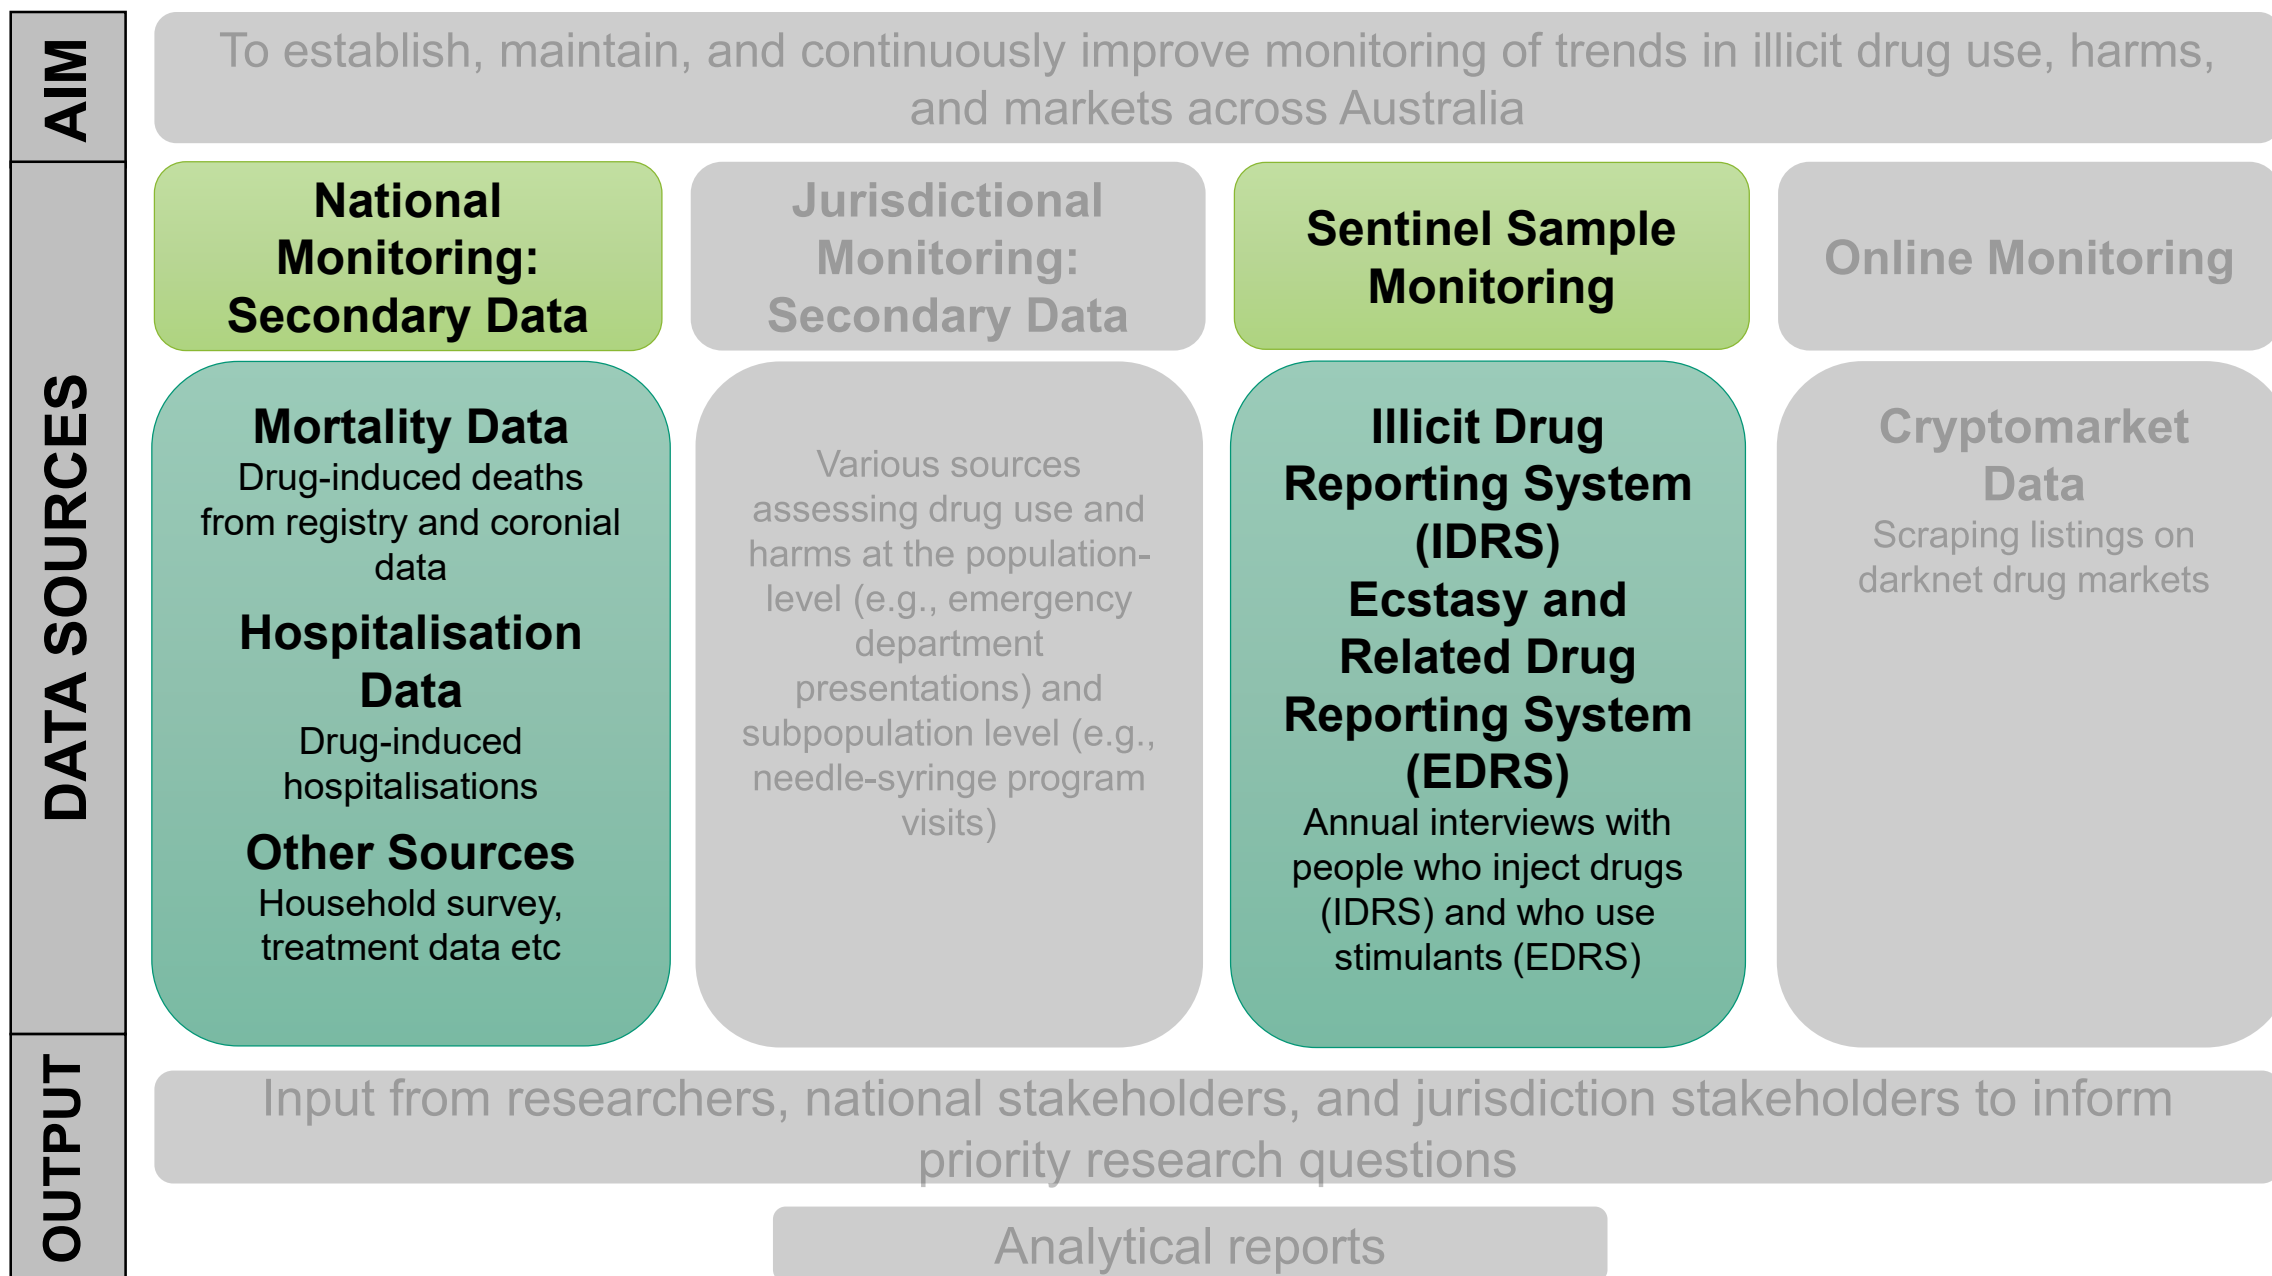 AIM
To establish, maintain, and continuously improve monitoring of trends in illicit drug use, harms,
and markets across Australia
DATA SOURCES
National
Monitoring:
Secondary Data
Mortality Data
Drug-induced deaths
from registry and coronial
data
Hospitalisation
Data
Drug-induced
hospitalisations
Other Sources
Household survey,
treatment data etc
Jurisdictional
Monitoring:
Secondary Data
Various sources
assessing drug use and
harms at the population-
level (e.g., emergency
department
presentations) and
subpopulation level (e.g.,
needle-syringe program
visits)
Sentinel Sample
Monitoring
Illicit Drug
Reporting System
(IDRS)
Ecstasy and
Related Drug
Reporting System
(EDRS)
Annual interviews with
people who inject drugs
(IDRS) and who use
stimulants (EDRS)
Online Monitoring
Cryptomarket
Data
Scraping listings on
darknet drug markets
OUTPUT
Input from researchers, national stakeholders, and jurisdiction stakeholders to inform
priority research questions
Analytical reports